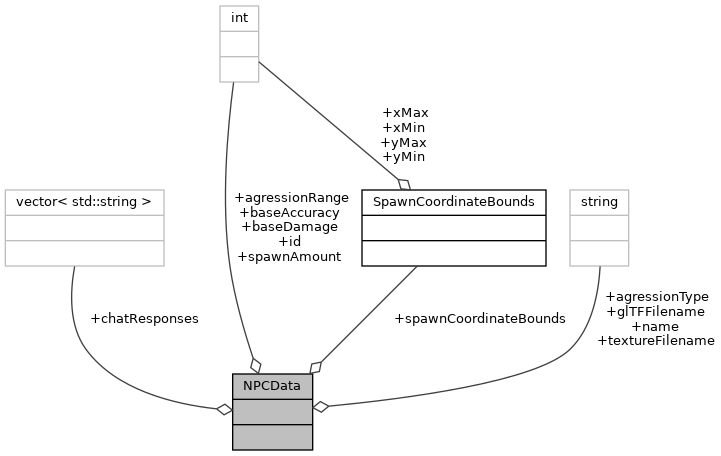 int
+xMax
+xMin
+yMax
+yMin
vector< std::string >
+agressionRange
+baseAccuracy
+baseDamage
+id
+spawnAmount
SpawnCoordinateBounds
string
+chatResponses
+spawnCoordinateBounds
+agressionType
+glTFFilename
+name
+textureFilename
NPCData